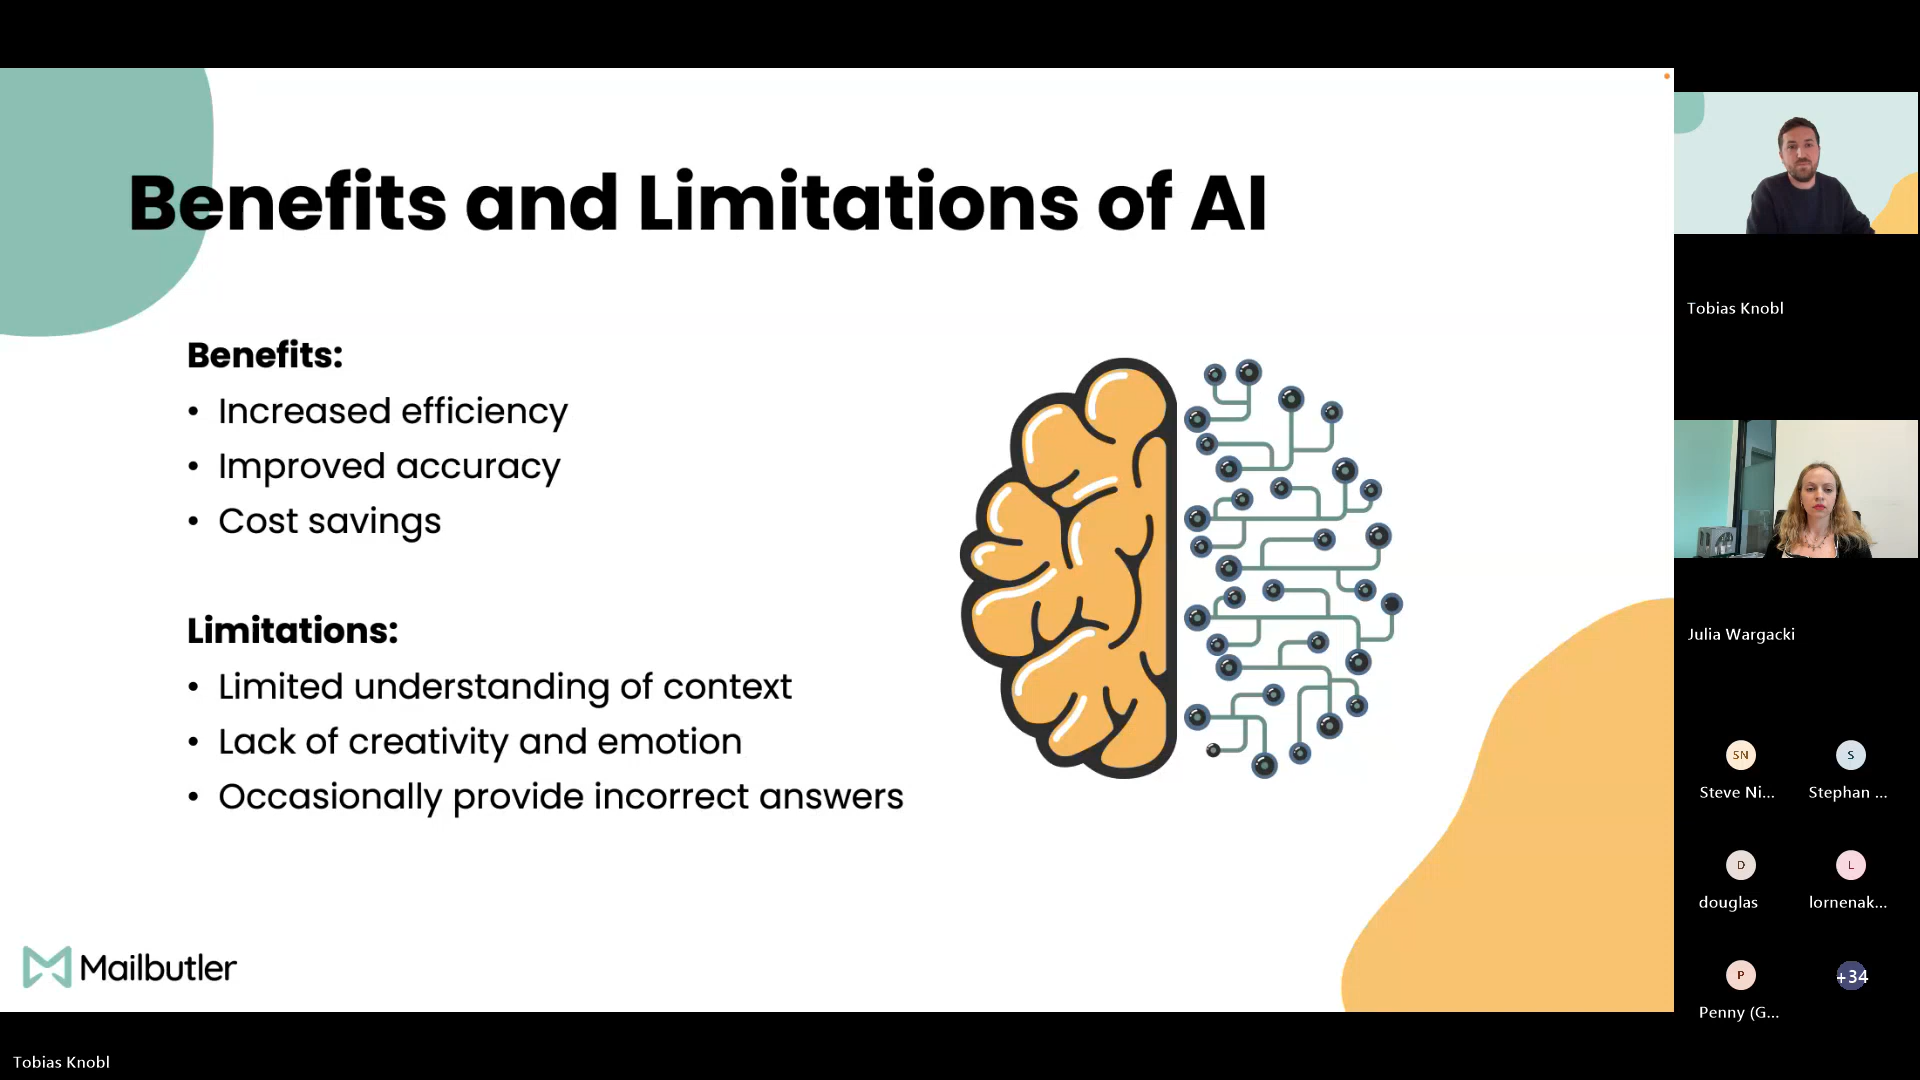 Benefits and Limitations of AI
Benefits:
• Increased efficiency
• Improved accuracy
• Cost savings
Limitations:
• Limited understanding of context
• Lack of creativity and emotion
• Occasionally provide incorrect answers
Mailbutler
Tobias Knobl
Tobias Knobl
Julia Wargacki
SN
S
Steve Ni...
Stephan ...
D
L
douglas
lornenak...
P
+34
Penny (G...